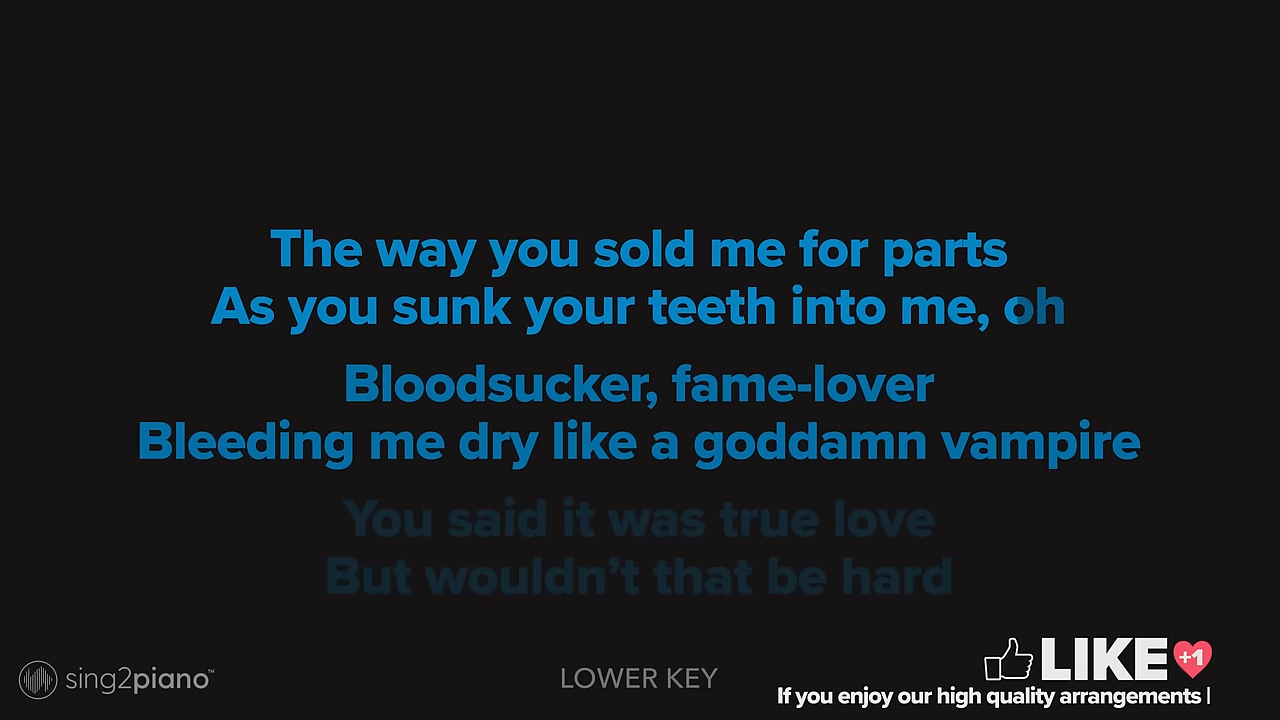 The way you sold me for parts
As you sunk your teeth into me, oh
Bloodsucker, fame-lover
Bleeding me dry like a goddamn vampire
You said it was true love
But wouldn’t that be hard
sing2piano™
LOWER KEY
LIKE +1
If you enjoy our high quality arrangements |